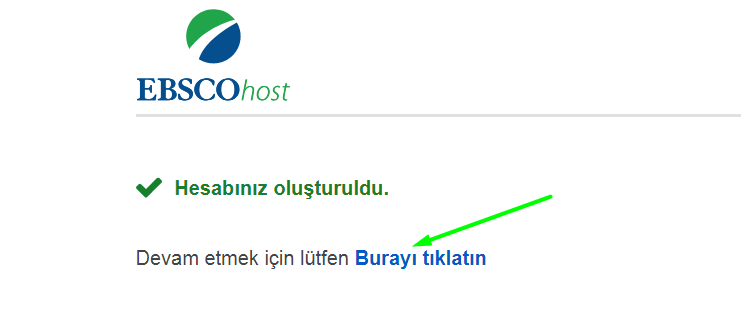 EBSCOhost
Hesabınız oluşturuldu.
Devam etmek için lütfen Burayı tıklatın